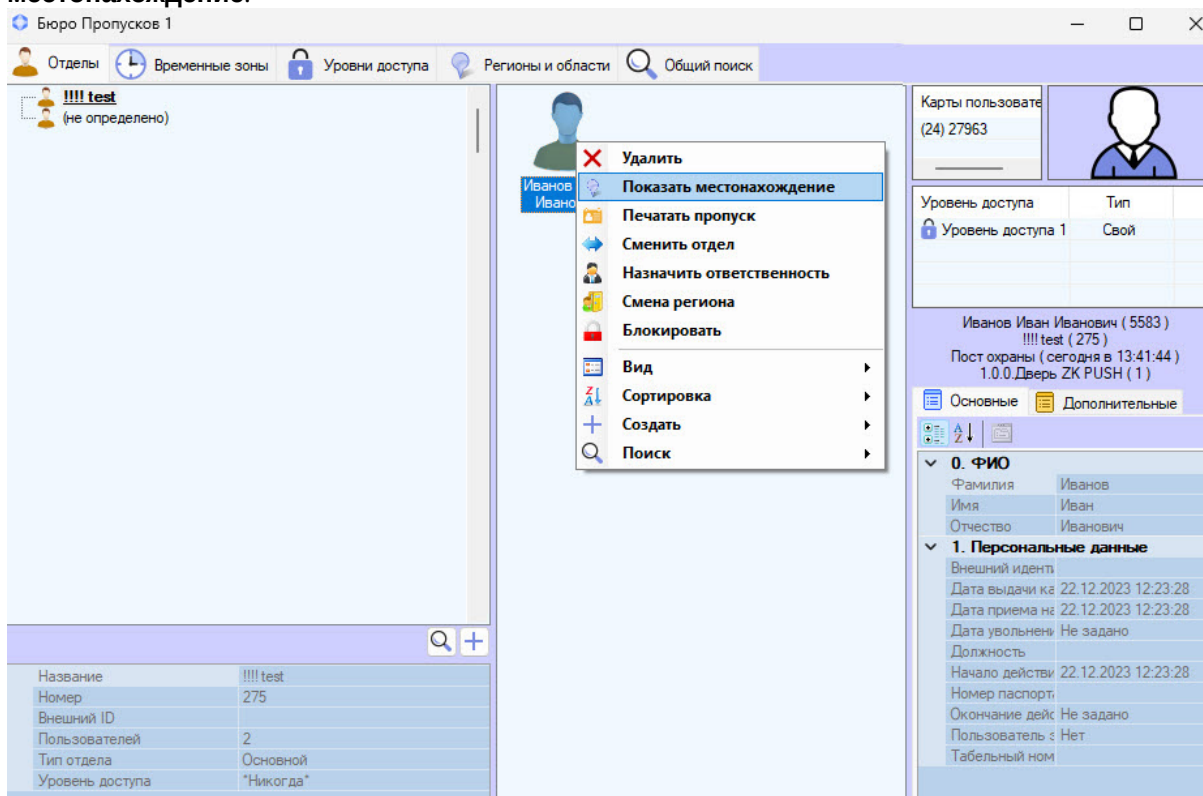 местонахождение.
Бюро Пропусков 1
Отделы
Временные зоны
Уровни доступа
Регионы и области
Общий поиск
!!!! test
(не определено)
Иванов
Ивано
Удалить
Показать местонахождение
Печатать пропуск
Сменить отдел
Назначить ответственность
Смена региона
Блокировать
Вид
Сортировка
Создать
Поиск
Карты пользовате
(24) 27963
Уровень доступа Тип
Уровень доступа 1 Свой
Иванов Иван Иванович ( 5583 )
!!!! test ( 275 )
Пост охраны ( сегодня в 13:41:44 )
1.0.0.Дверь ZK PUSH ( 1 )
Основные
Дополнительные
0. ФИО
Фамилия Иванов
Имя Иван
Отчество Иванович
1. Персональные данные
Внешний иденти
Дата выдачи ка 22.12.2023 12:23:28
Дата приема на 22.12.2023 12:23:28
Дата увольнени Не задано
Должность
Начало действи 22.12.2023 12:23:28
Номер паспорт
Окончание дейс Не задано
Пользователь з Нет
Табельный ном
Название !!!! test
Номер 275
Внешний ID
Пользователей 2
Тип отдела Основной
Уровень доступа "Никогда"